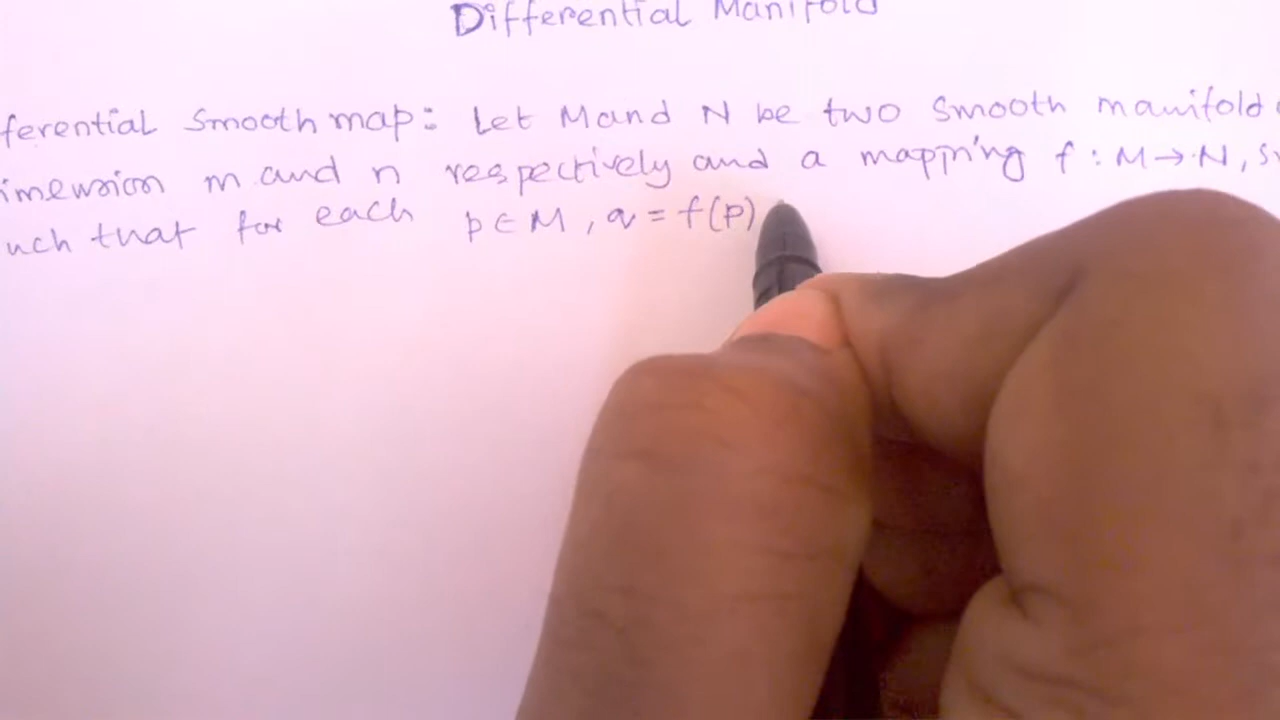 Differential Manifold
ferential Smooth map: Let M and N be two smooth manifold
imension m and n respectively and a mapping f : M → N, su
uch that for each p ∈ M, q = f(p)